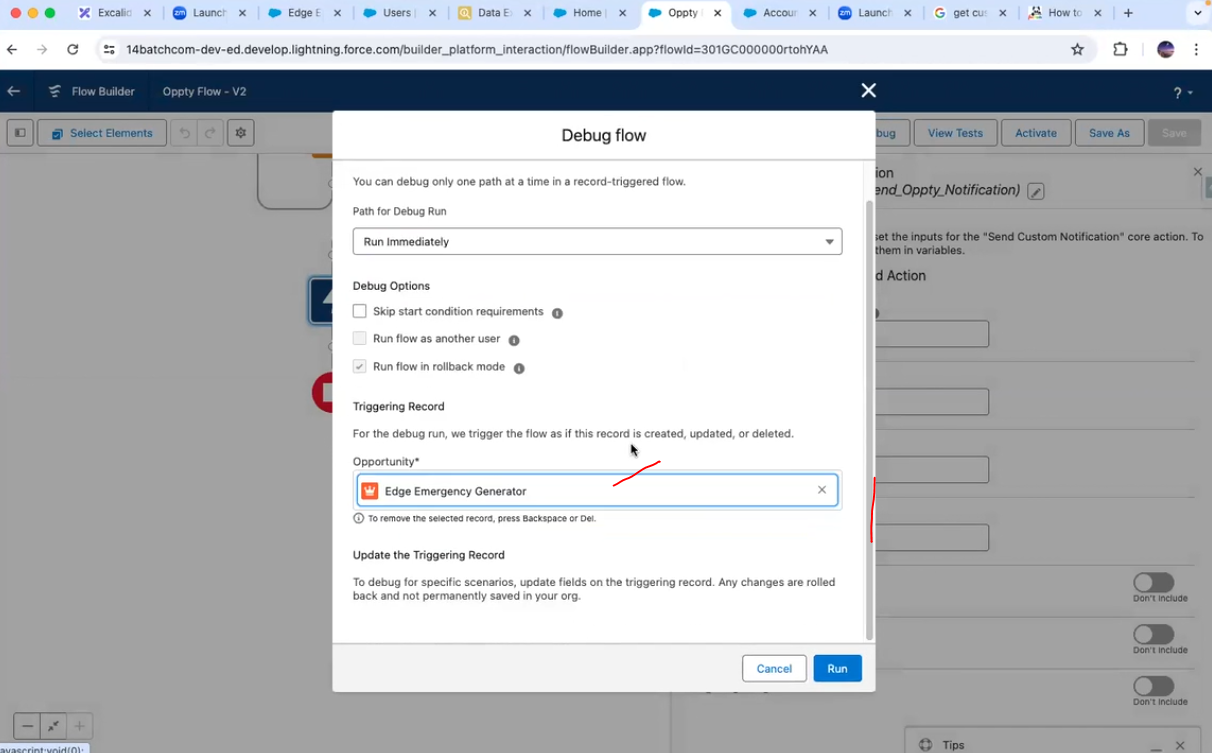 Excalid
Launch
Edge E
Users |
Data E
Home |
Oppty
Accou
Launch
get cus
How to
14batchcom-dev-ed.develop.lightning.force.com/builder_platform_interaction/flowBuilder.app?flowId=301GC000000rtohYAA
Flow Builder
Oppty Flow - V2
?
Select Elements
bug
View Tests
Activate
Save As
Save
Debug flow
ion
end_Oppty_Notification)
You can debug only one path at a time in a record-triggered flow.
Path for Debug Run
Run Immediately
set the inputs for the "Send Custom Notification" core action. To
them in variables.
d Action
Debug Options
Skip start condition requirements
Run flow as another user
Run flow in rollback mode
Triggering Record
For the debug run, we trigger the flow as if this record is created, updated, or deleted.
Opportunity*
Edge Emergency Generator
To remove the selected record, press Backspace or Del.
Update the Triggering Record
To debug for specific scenarios, update fields on the triggering record. Any changes are rolled
back and not permanently saved in your org.
Don't Include
Don't Include
Don't Include
Cancel
Run
Tips
avascript:void(0);